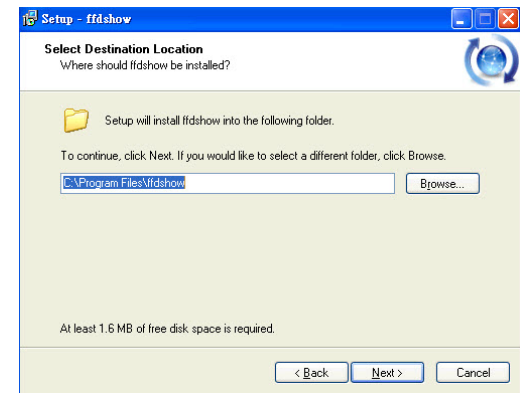 Setup - ffdshow
Select Destination Location
Where should ffdshow be installed?
Setup will install ffdshow into the following folder.
To continue, click Next. If you would like to select a different folder, click Browse.
C:\Program Files\ffdshow
Browse...
At least 1.6 MB of free disk space is required.
< Back
Next >
Cancel